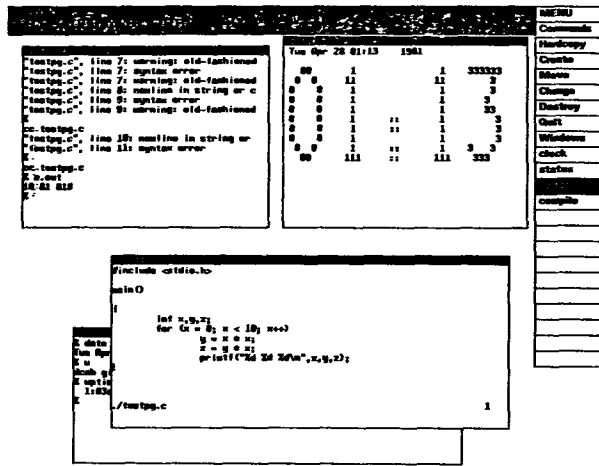 MENU
Commands
Hardcopy
Create
Move
Change
Destroy
Quit
Windows
clock
status
compile
"testpg.c", line 7: warning: old-fashioned
"testpg.c", line 7: syntax error
"testpg.c", line 7: warning: old-fashioned
"testpg.c", line 8: newline in string or c
"testpg.c", line 9: syntax error
"testpg.c", line 9: warning: old-fashioned
%
cc testpg.c
"testpg.c", line 10: newline in string or
"testpg.c", line 11: syntax error
%
cc testpg.c
% a.out
%
Tue Apr 28 01:13 1981
#include <stdio.h>
main()
{
int x,y,z;
for (x = 0; x < 10; x++)
y = x * x;
z = y * x;
printf("%d %d %d\n",x,y,z);
}
./testpg.c 1
% date
Tue Apr
% w
%